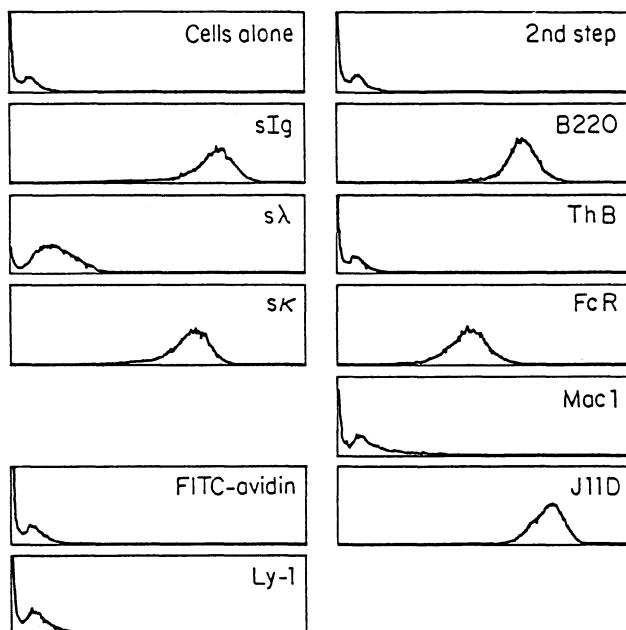 Cells alone
2nd step
sIg
B220
sλ
ThB
sκ
FcR
Mac1
FITC-avidin
J11D
Ly-1